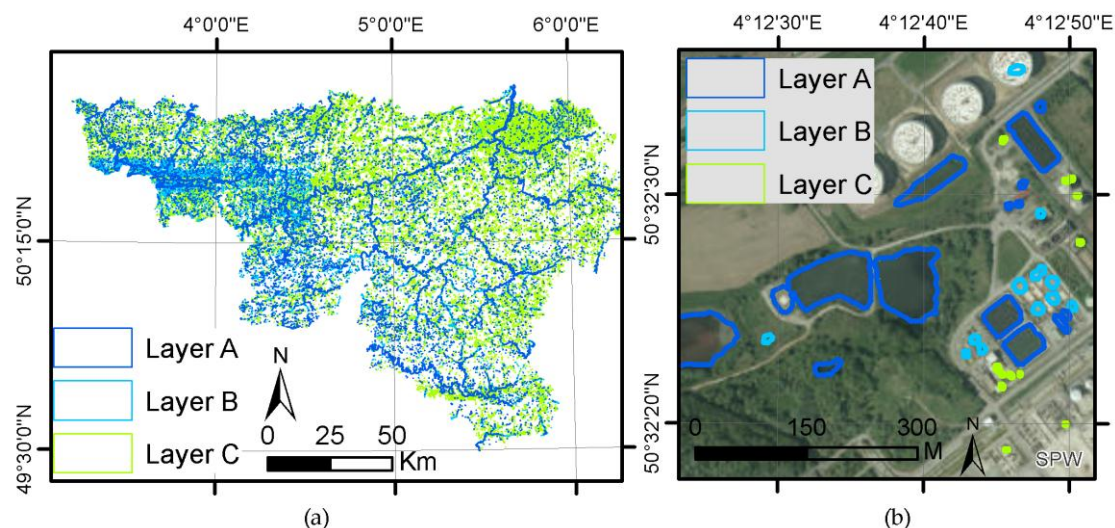 4°0'0"E 5°0'0"E 6°0'0"E
50°15'0"N
49°30'0"N
Layer A
Layer B
Layer C
N
0 25 50
Km
(a)
4°12'30"E 4°12'40"E 4°12'50"E
Layer A
Layer B
Layer C
50°32'30"N
50°32'20"N
0 150 300
M
N
SPW
(b)